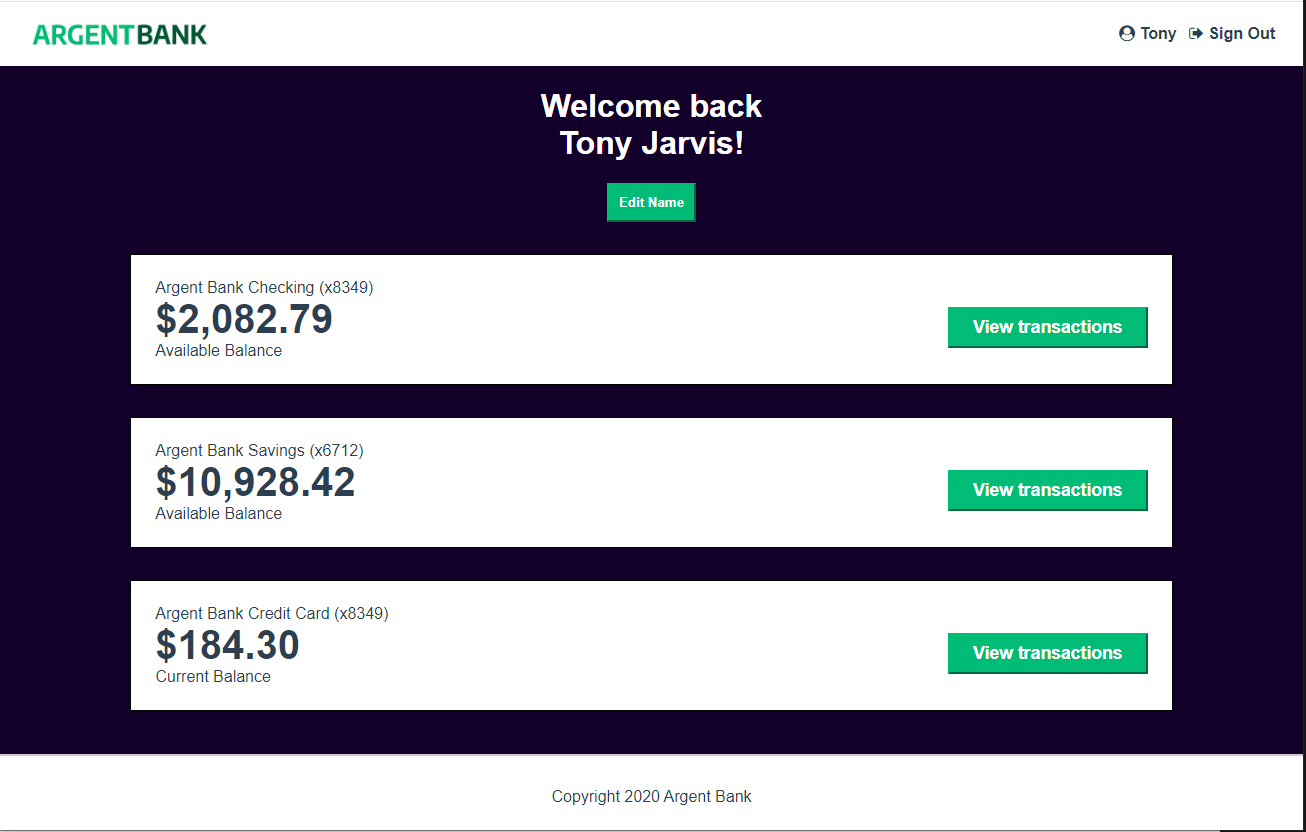 ARGENTBANK
Tony Sign Out
Welcome back
Tony Jarvis!
Edit Name
Argent Bank Checking (x8349)
$2,082.79
Available Balance
View transactions
Argent Bank Savings (x6712)
$10,928.42
Available Balance
View transactions
Argent Bank Credit Card (x8349)
$184.30
Current Balance
View transactions
Copyright 2020 Argent Bank